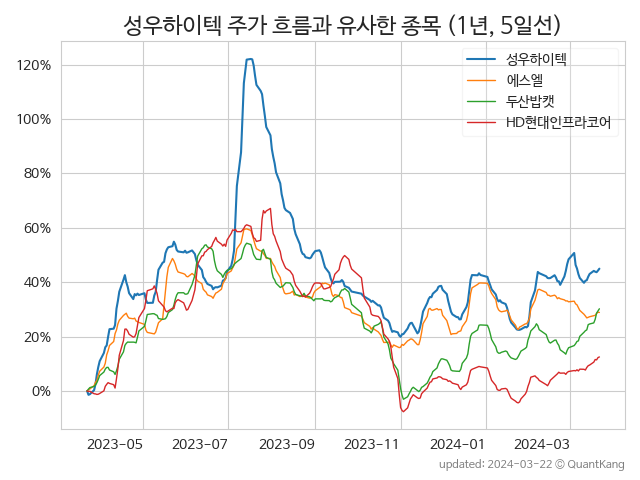 성우하이텍 주가 흐름과 유사한 종목 (1년, 5일선)
성우하이텍
에스엘
두산밥캣
HD현대인프라코어
120%
100%
80%
60%
40%
20%
0%
2023-05
2023-07
2023-09
2023-11
2024-01
2024-03
updated: 2024-03-22 © QuantKang